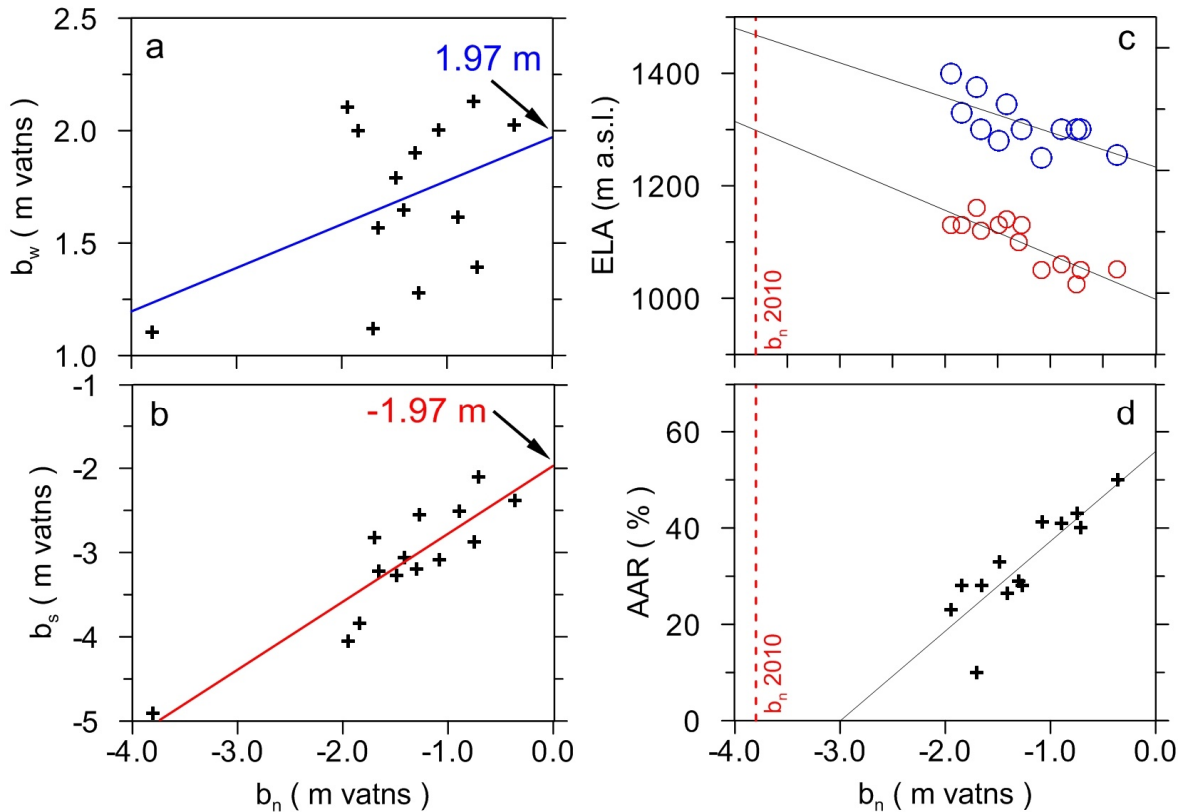 a
1.97 m
2.5
2.0
1.5
1.0
b_w ( m vatns )
c
1400
1200
1000
ELA (m a.s.l.)
b_n 2010
b
-1.97 m
-1
-2
-3
-4
-5
b_s ( m vatns )
-4.0 -3.0 -2.0 -1.0 0.0
b_n ( m vatns )
d
60
40
20
0
AAR ( % )
b_n 2010
-4.0 -3.0 -2.0 -1.0 0.0
b_n ( m vatns )